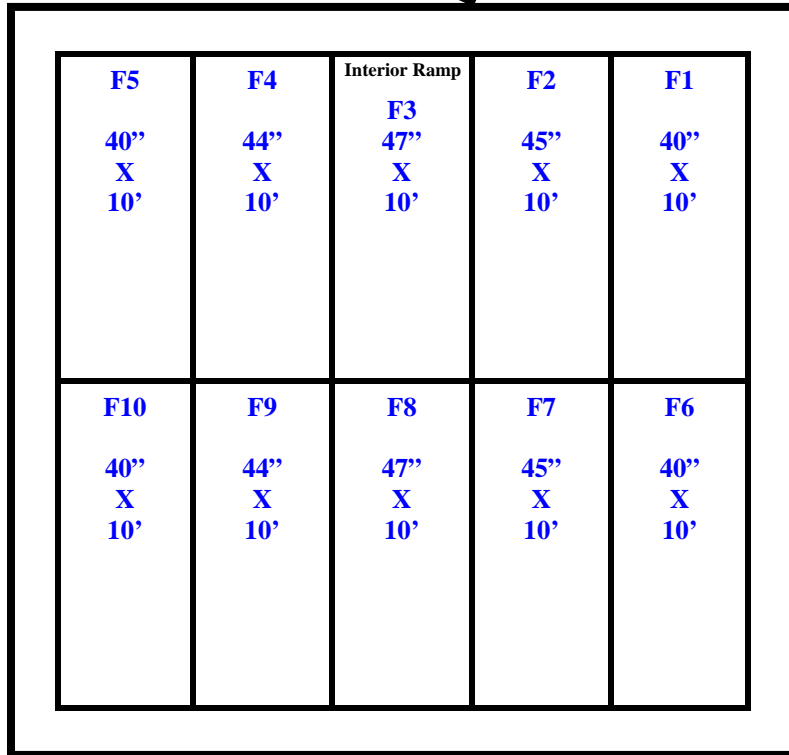 F5
40”
X
10’
F4
44”
X
10’
Interior Ramp
F3
47”
X
10’
F2
45”
X
10’
F1
40”
X
10’
F10
40”
X
10’
F9
44”
X
10’
F8
47”
X
10’
F7
45”
X
10’
F6
40”
X
10’